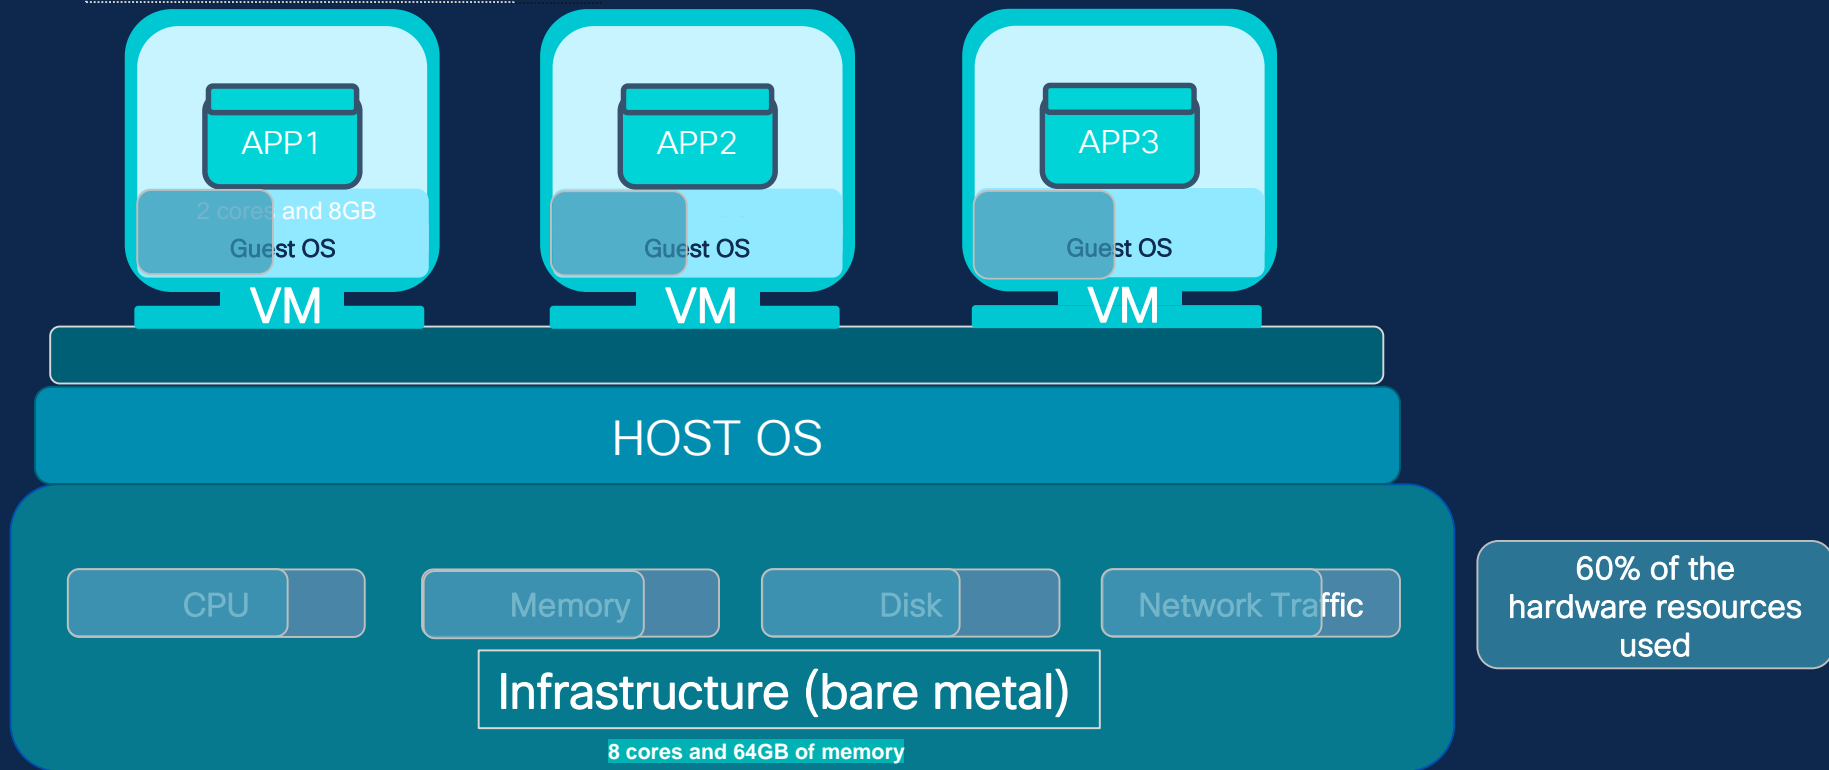 APP1
APP2
APP3
2 cores and 8GB
Guest OS
Guest OS
Guest OS
VM
VM
VM
HOST OS
CPU
Memory
Disk
Network Traffic
60% of the
hardware resources
used
Infrastructure (bare metal)
8 cores and 64GB of memory